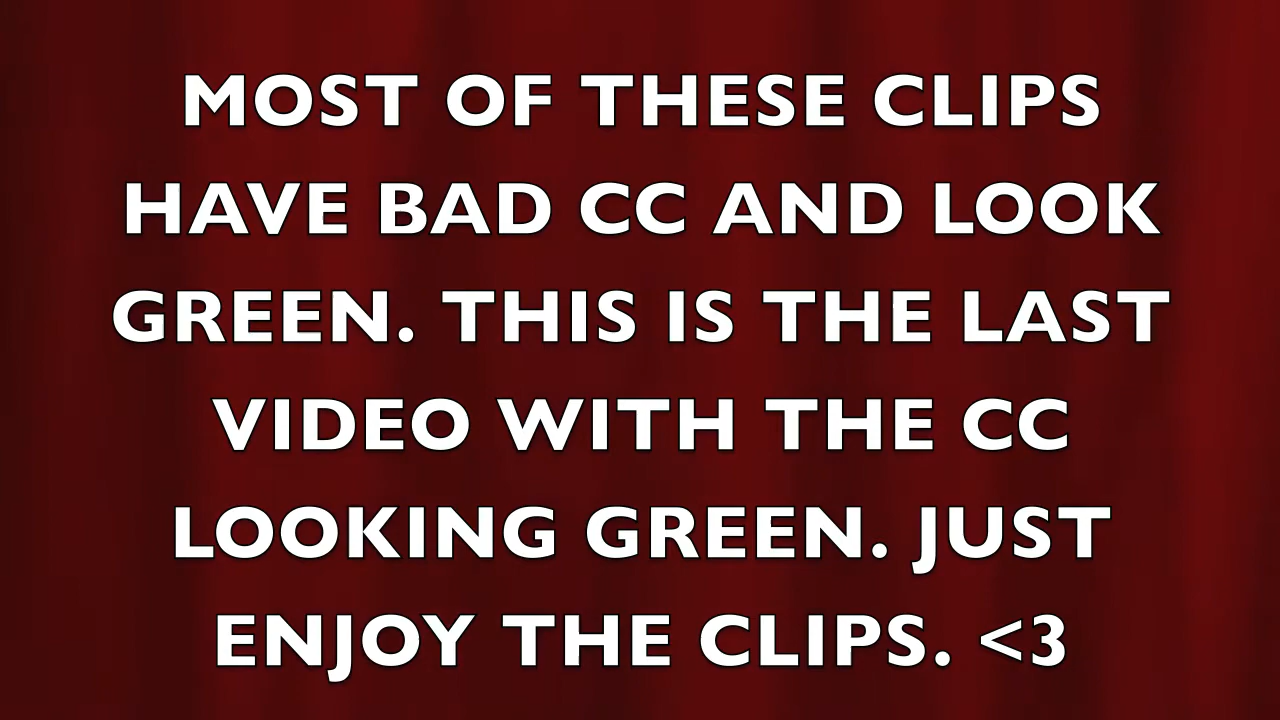 MOST OF THESE CLIPS
HAVE BAD CC AND LOOK
GREEN. THIS IS THE LAST
VIDEO WITH THE CC
LOOKING GREEN. JUST
ENJOY THE CLIPS. <3